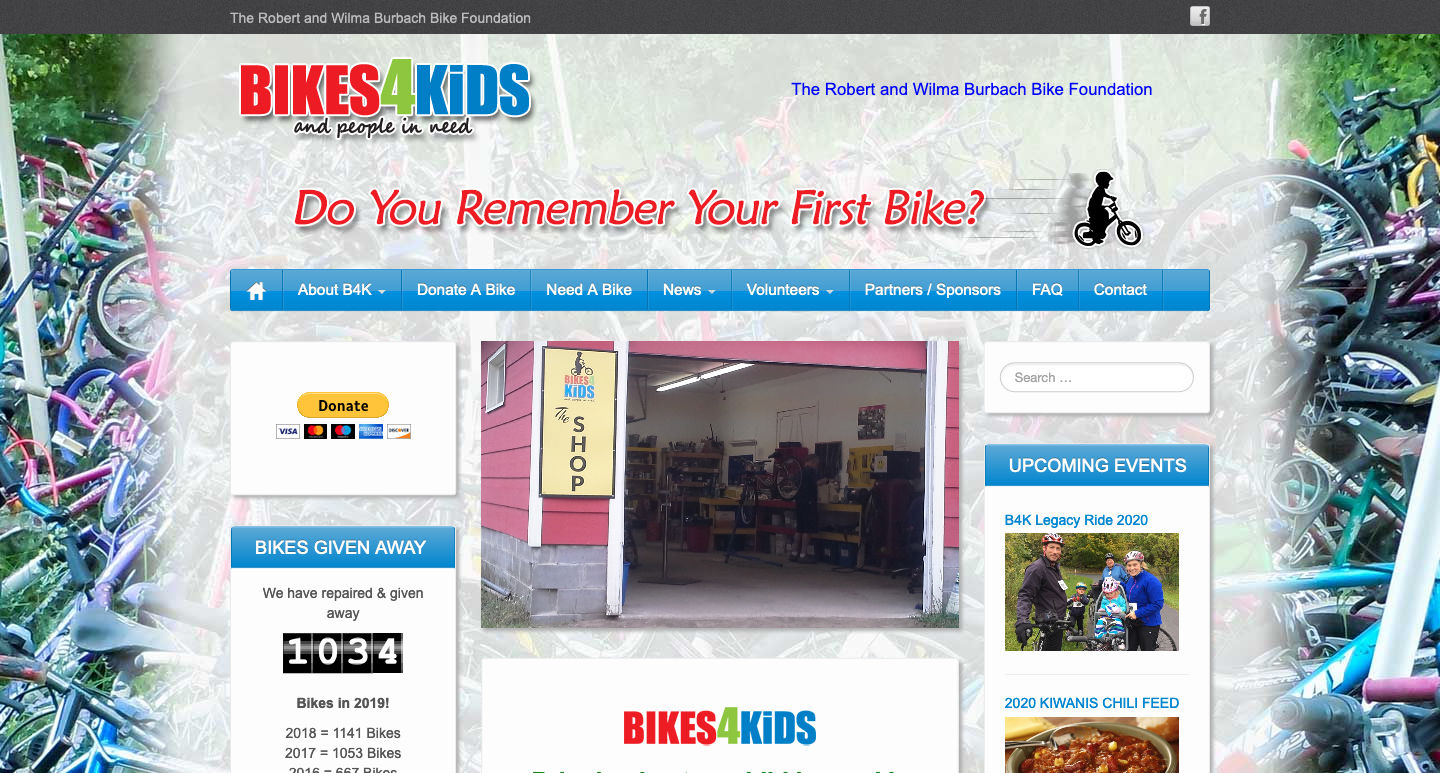 The Robert and Wilma Burbach Bike Foundation
BIKES4KiDS
and people in need
The Robert and Wilma Burbach Bike Foundation
Do You Remember Your First Bike?
About B4K
Donate A Bike
Need A Bike
News
Volunteers
Partners / Sponsors
FAQ
Contact
Donate
VISA
DISCOVER
BIKES GIVEN AWAY
We have repaired & given
away
1034
Bikes in 2019!
2018 = 1141 Bikes
2017 = 1053 Bikes
2016 = 667 Bikes
BIKES4
KiDS
The
SHOP
BIKES4KiDS
Search …
UPCOMING EVENTS
B4K Legacy Ride 2020
2020 KIWANIS CHILI FEED